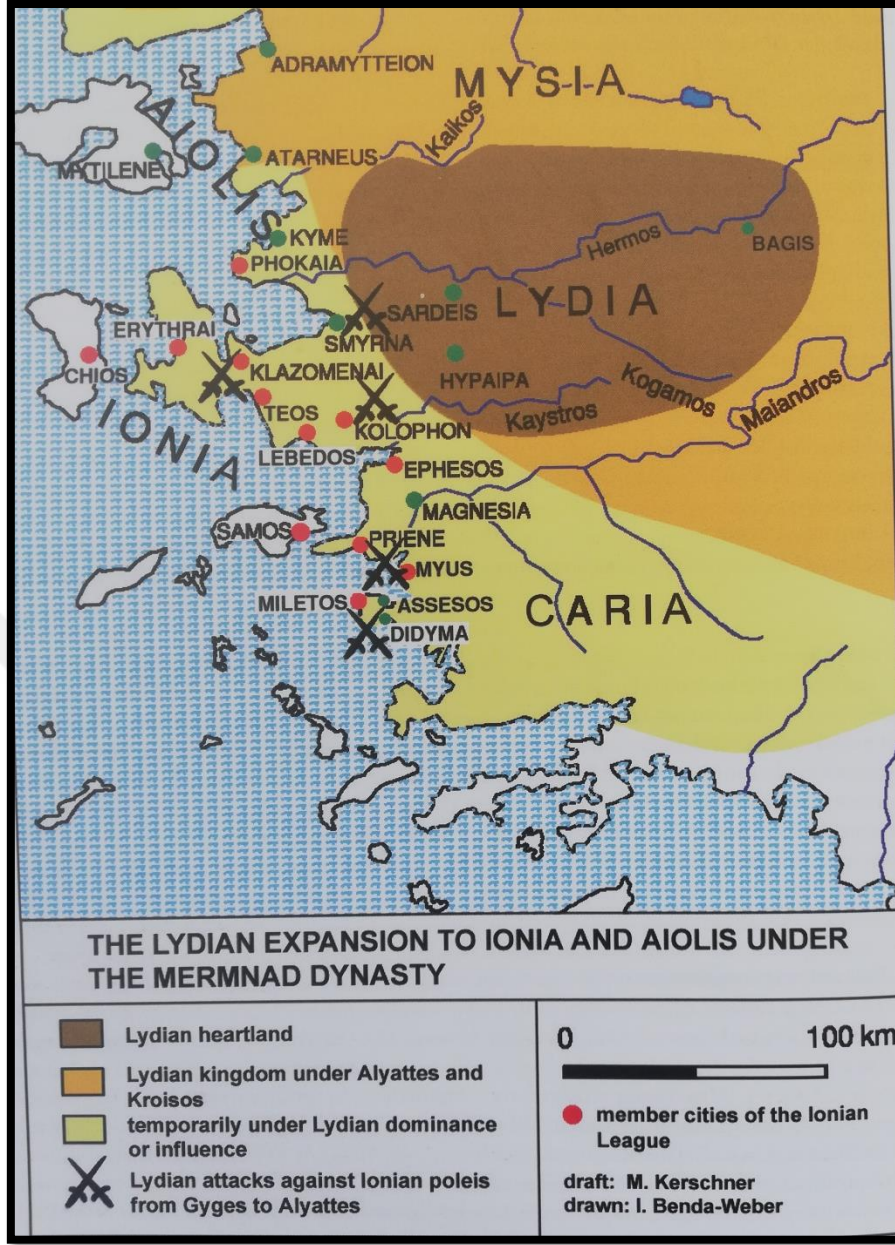 ADRAMYTTEION
MYSIA
Kaikos
AIOLIS
MYTILENE
ATARNEUS
KYME
PHOKAIA
Hermos
BAGIS
SARDEIS
LYDIA
SMYRNA
ERYTHRAI
CHIOS
KLAZOMENAI
HYPAIPA
Kogamos
Maiandros
TEOS
Kaystros
IONIA
KOLOPHON
LEBEDOS
EPHESOS
MAGNESIA
SAMOS
PRIENE
MYUS
MILETOS
ASSESOS
CARIA
DIDYMA
THE LYDIAN EXPANSION TO IONIA AND AIOLIS UNDER
THE MERMNAD DYNASTY
Lydian heartland
Lydian kingdom under Alyattes and
Kroisos
temporarily under Lydian dominance
or influence
Lydian attacks against Ionian poleis
from Gyges to Alyattes
0 100 km
member cities of the Ionian
League
draft: M. Kerschner
drawn: I. Benda-Weber